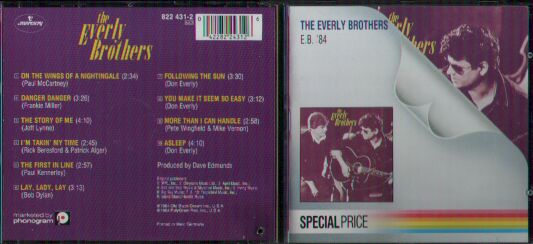 mercury
the
Everly
Brothers
822 431-2
0
42282 24312
6
ON THE WINGS OF A NIGHTINGALE (2:34)
(Paul McCartney)
DANGER DANGER (3:26)
(Frankie Miller)
THE STORY OF ME (4:10)
(Jeff Lynne)
I'M TAKIN' MY TIME (2:45)
(Rick Beresford & Patrick Alger)
THE FIRST IN LINE (2:57)
(Paul Kennerley)
LAY, LADY, LAY (3:13)
(Bob Dylan)
FOLLOWING THE SUN (3:30)
(Don Everly)
YOU MAKE IT SEEM SO EASY (3:12)
(Don Everly)
MORE THAN I CAN HANDLE (2:58)
(Pete Wingfield & Mike Vernon)
ASLEEP (4:10)
(Don Everly)
Produced by Dave Edmunds
marketed by
phonogram
Printed in West Germany
THE EVERLY BROTHERS
E.B. '84
Brothers
the
Everly
Brothers
SPECIAL PRICE